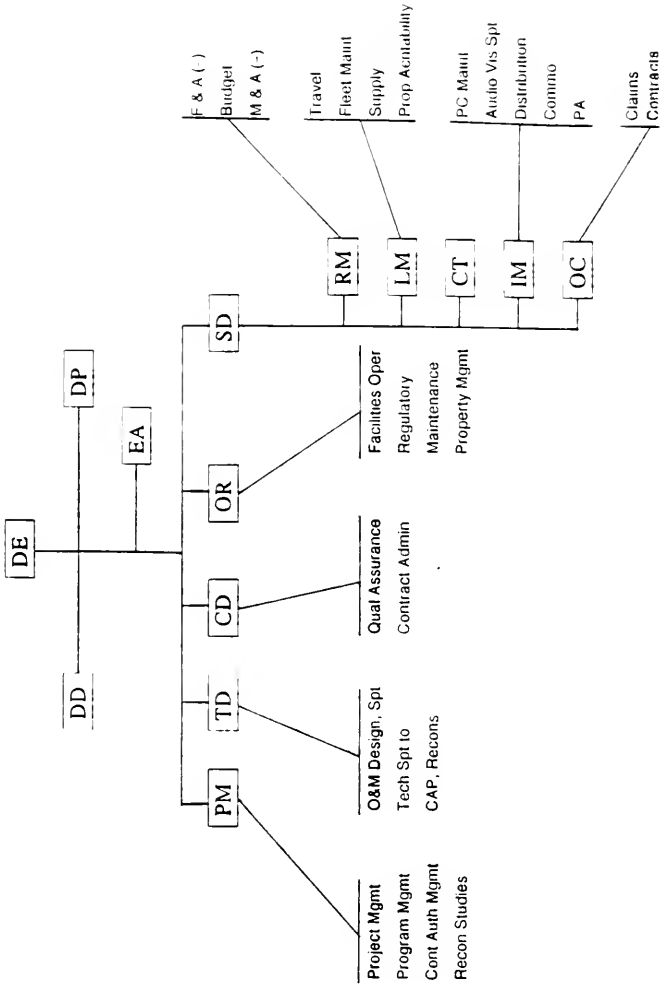 DE
DD
DP
EA
PM
TD
CD
OR
SD
Project Mgmt
Program Mgmt
Cont Auth Mgmt
Recon Studies
O&M Design, Spt
Tech Spt to
CAP, Recons
Qual Assurance
Contract Admin
Facilities Oper
Regulatory
Maintenance
Property Mgmt
RM
LM
CT
IM
OC
F & A (-)
Budget
M & A (-)
Travel
Fleet Maint
Supply
Prop Acntability
PC Maint
Audio Vis Spt
Distribution
Commo
PA
Claims
Contracts